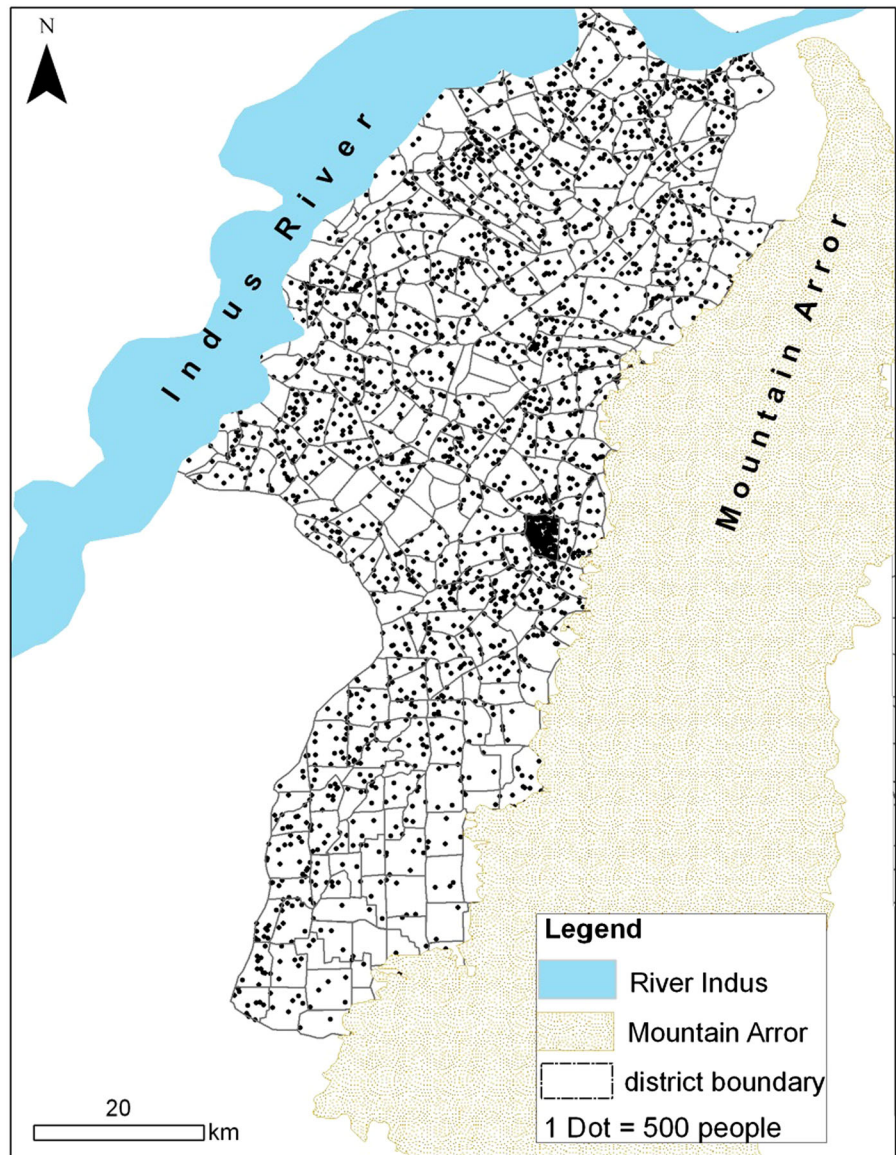 N
Indus River
Mountain Arror
Legend
River Indus
Mountain Arror
district boundary
1 Dot = 500 people
20
km